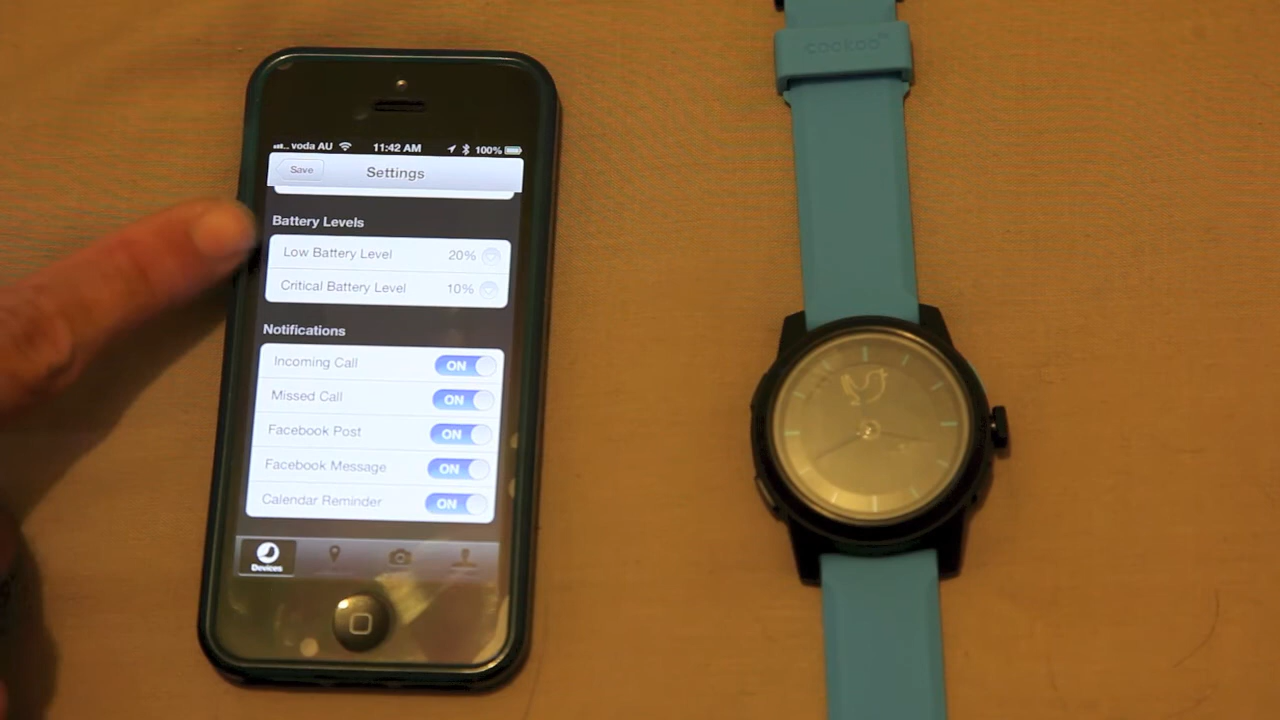 cookoo™
voda AU 11:42 AM 100%
Save Settings
Battery Levels
Low Battery Level 20%
Critical Battery Level 10%
Notifications
Incoming Call ON
Missed Call ON
Facebook Post ON
Facebook Message ON
Calendar Reminder ON
Devices